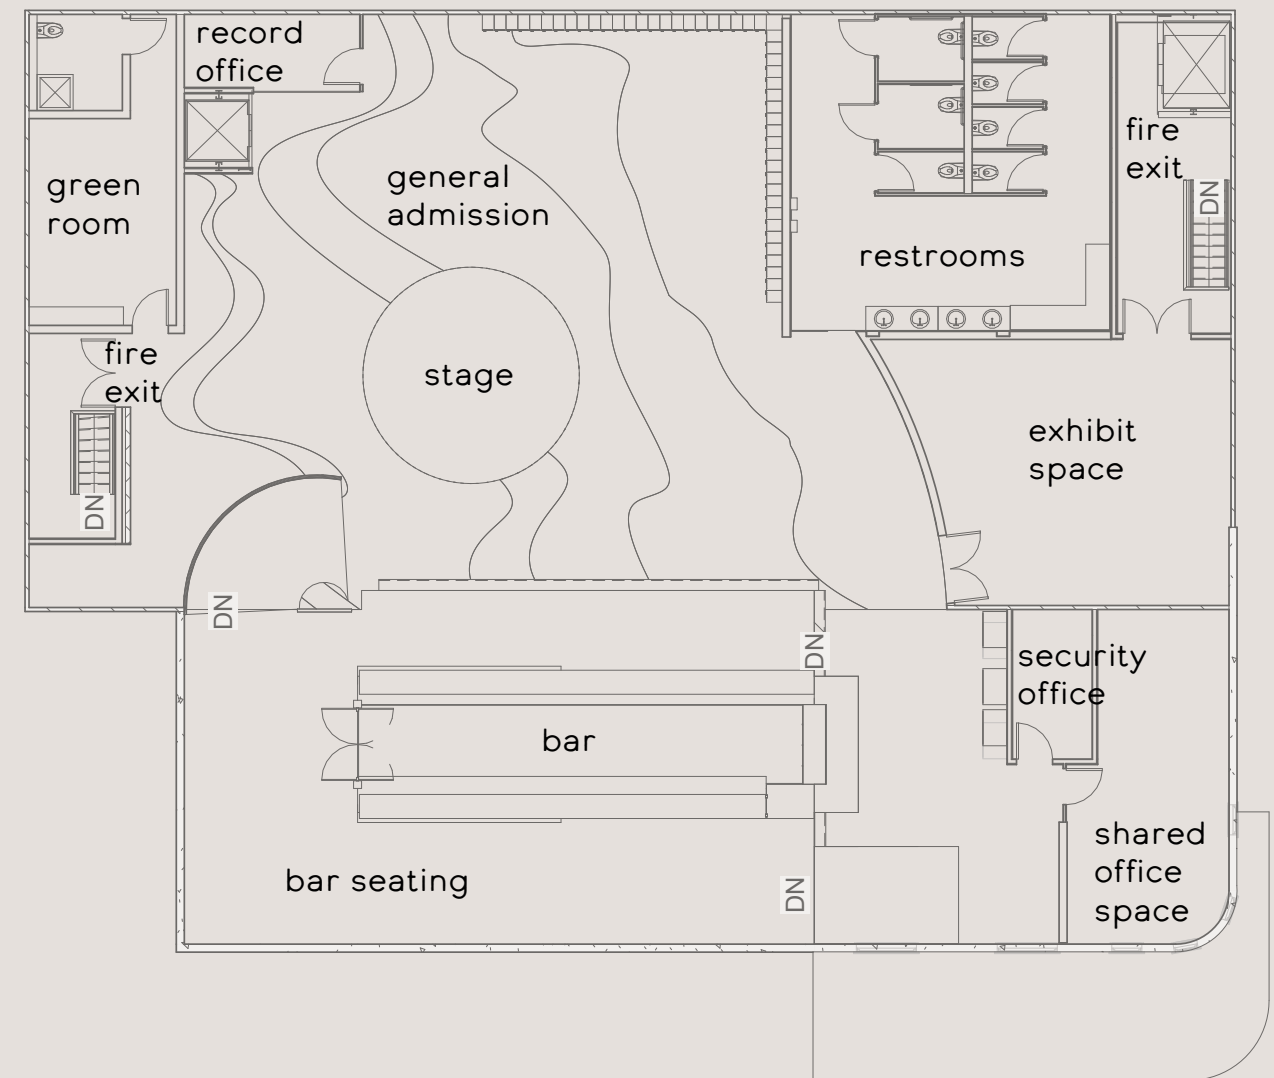 record
office
green
room
general
admission
fire
exit
DN
restrooms
fire
exit
stage
exhibit
space
DN
DN
DN
security
office
bar
bar seating
DN
shared
office
space